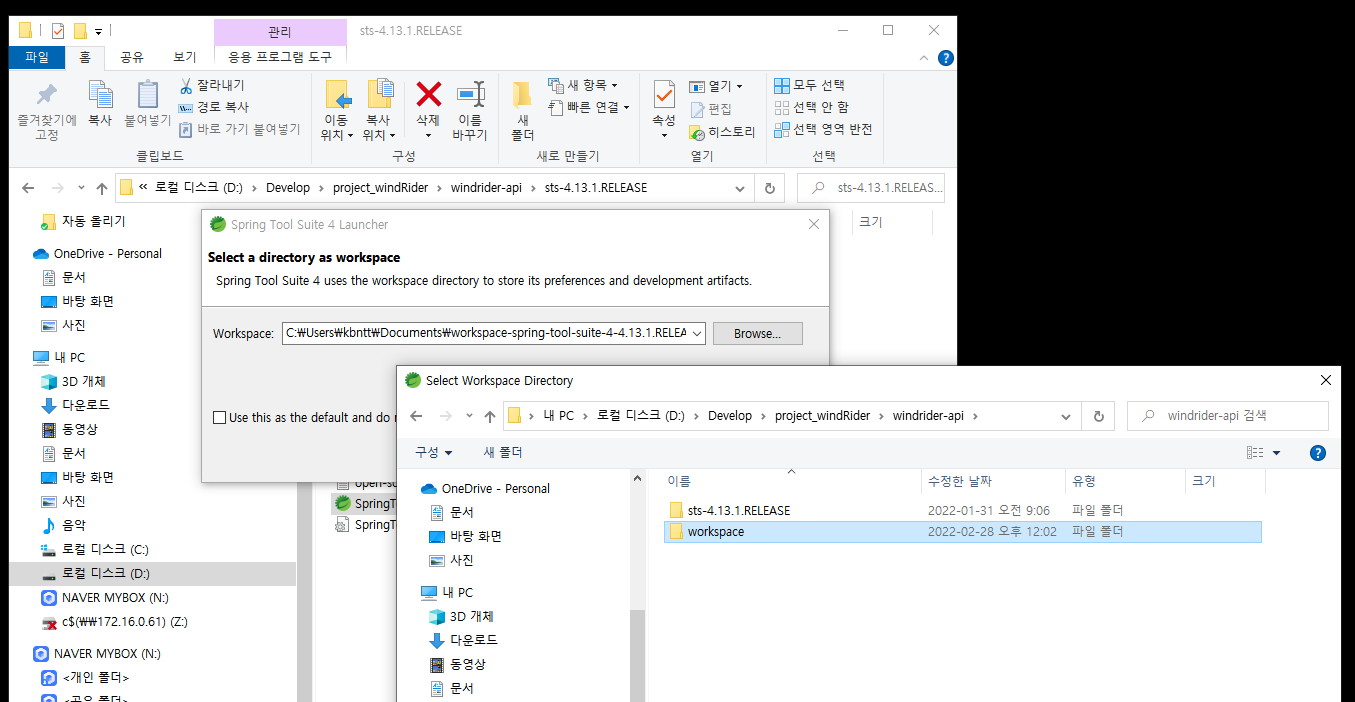 관리
sts-4.13.1.RELEASE
파일
홈
공유
보기
응용 프로그램 도구
즐겨찾기에
고정
복사
붙여넣기
잘라내기
경로 복사
바로 가기 붙여넣기
클립보드
이동
위치
복사
위치
삭제
이름
바꾸기
구성
새
폴더
새 항목
빠른 연결
새로 만들기
속성
열기
편집
히스토리
열기
모두 선택
선택 안 함
선택 영역 반전
선택
« 로컬 디스크 (D:) > Develop > project_windRider > windrider-api > sts-4.13.1.RELEASE
sts-4.13.1.RELEAS...
자동 올리기
OneDrive - Personal
문서
바탕 화면
사진
내 PC
3D 개체
다운로드
동영상
문서
바탕 화면
사진
음악
로컬 디스크 (C:)
로컬 디스크 (D:)
NAVER MYBOX (N:)
c$(₩₩172.16.0.61) (Z:)
NAVER MYBOX (N:)
<개인 폴더>
<공유 폴더>
크기
SpringT
SpringT
Spring Tool Suite 4 Launcher
Select a directory as workspace
Spring Tool Suite 4 uses the workspace directory to store its preferences and development artifacts.
Workspace:
C:₩Users₩kbntt₩Documents₩workspace-spring-tool-suite-4-4.13.1.RELEA
Browse...
Use this as the default and do
Select Workspace Directory
> 내 PC > 로컬 디스크 (D:) > Develop > project_windRider > windrider-api >
windrider-api 검색
구성
새 폴더
OneDrive - Personal
문서
바탕 화면
사진
내 PC
3D 개체
다운로드
동영상
문서
이름
수정한 날짜
유형
크기
sts-4.13.1.RELEASE
2022-01-31 오전 9:06
파일 폴더
workspace
2022-02-28 오후 12:02
파일 폴더